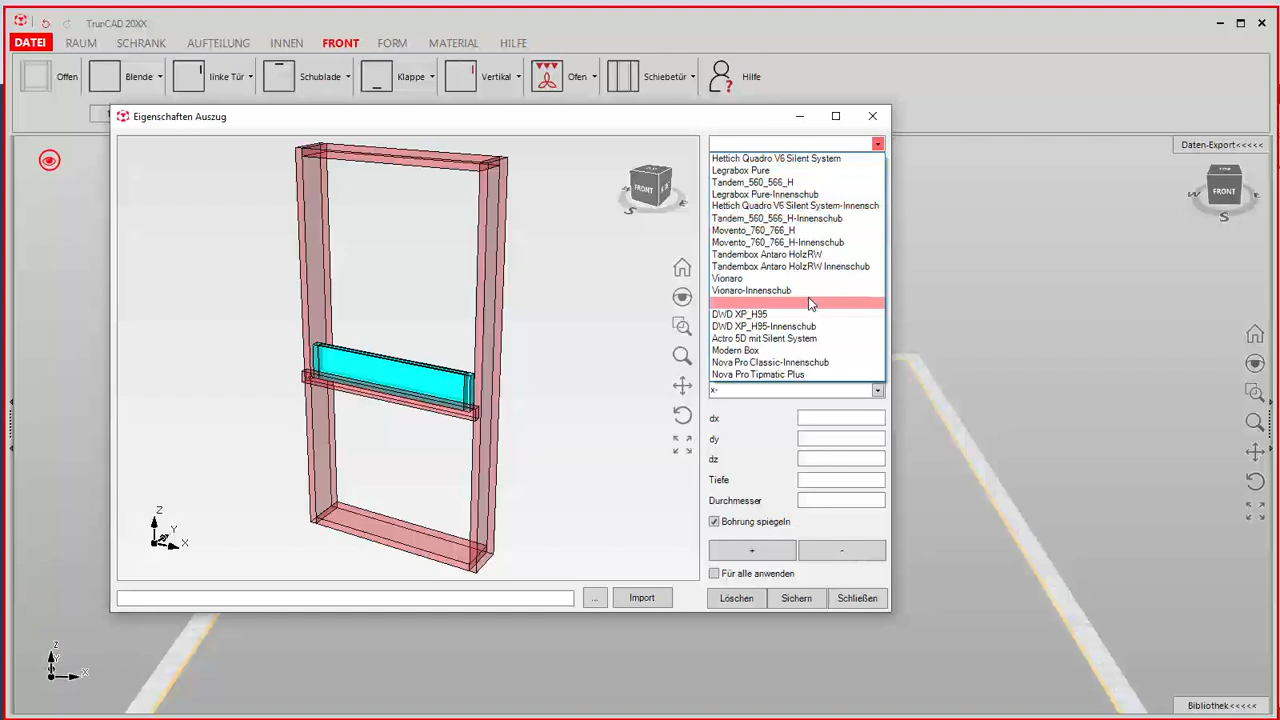 TrunCAD 20XX
DATEI RAUM SCHRANK AUFTEILUNG INNEN FRONT FORM MATERIAL HILFE
Offen Blende linke Tür Schublade Klappe Vertikal Ofen Schiebetür Hilfe
Eigenschaften Auszug
Daten-Export<<<<<
Hettich Quadro V6 Silent System
Legrabox Pure
Tandem_560_566_H
Legrabox Pure-Innenschub
Hettich Quadro V6 Silent System-Innensch
Tandem_560_566_H-Innenschub
Movento_760_766_H
Movento_760_766_H-Innenschub
Tandembox Antaro HolzRW
Tandembox Antaro HolzRW Innenschub
Vionaro
Vionaro-Innenschub
DWD XP_H95
DWD XP_H95-Innenschub
Actro 5D mit Silent System
Modern Box
Nova Pro Classic-Innenschub
Nova Pro Tipmatic Plus
x-
dx
dy
dz
Tiefe
Durchmesser
Bohrung spiegeln
+ -
Für alle anwenden
... Import Löschen Sichern Schließen
FRONT
S E
W FRONT E
S
Z
Y
X
Z
Y
X
Bibliothek<<<<<